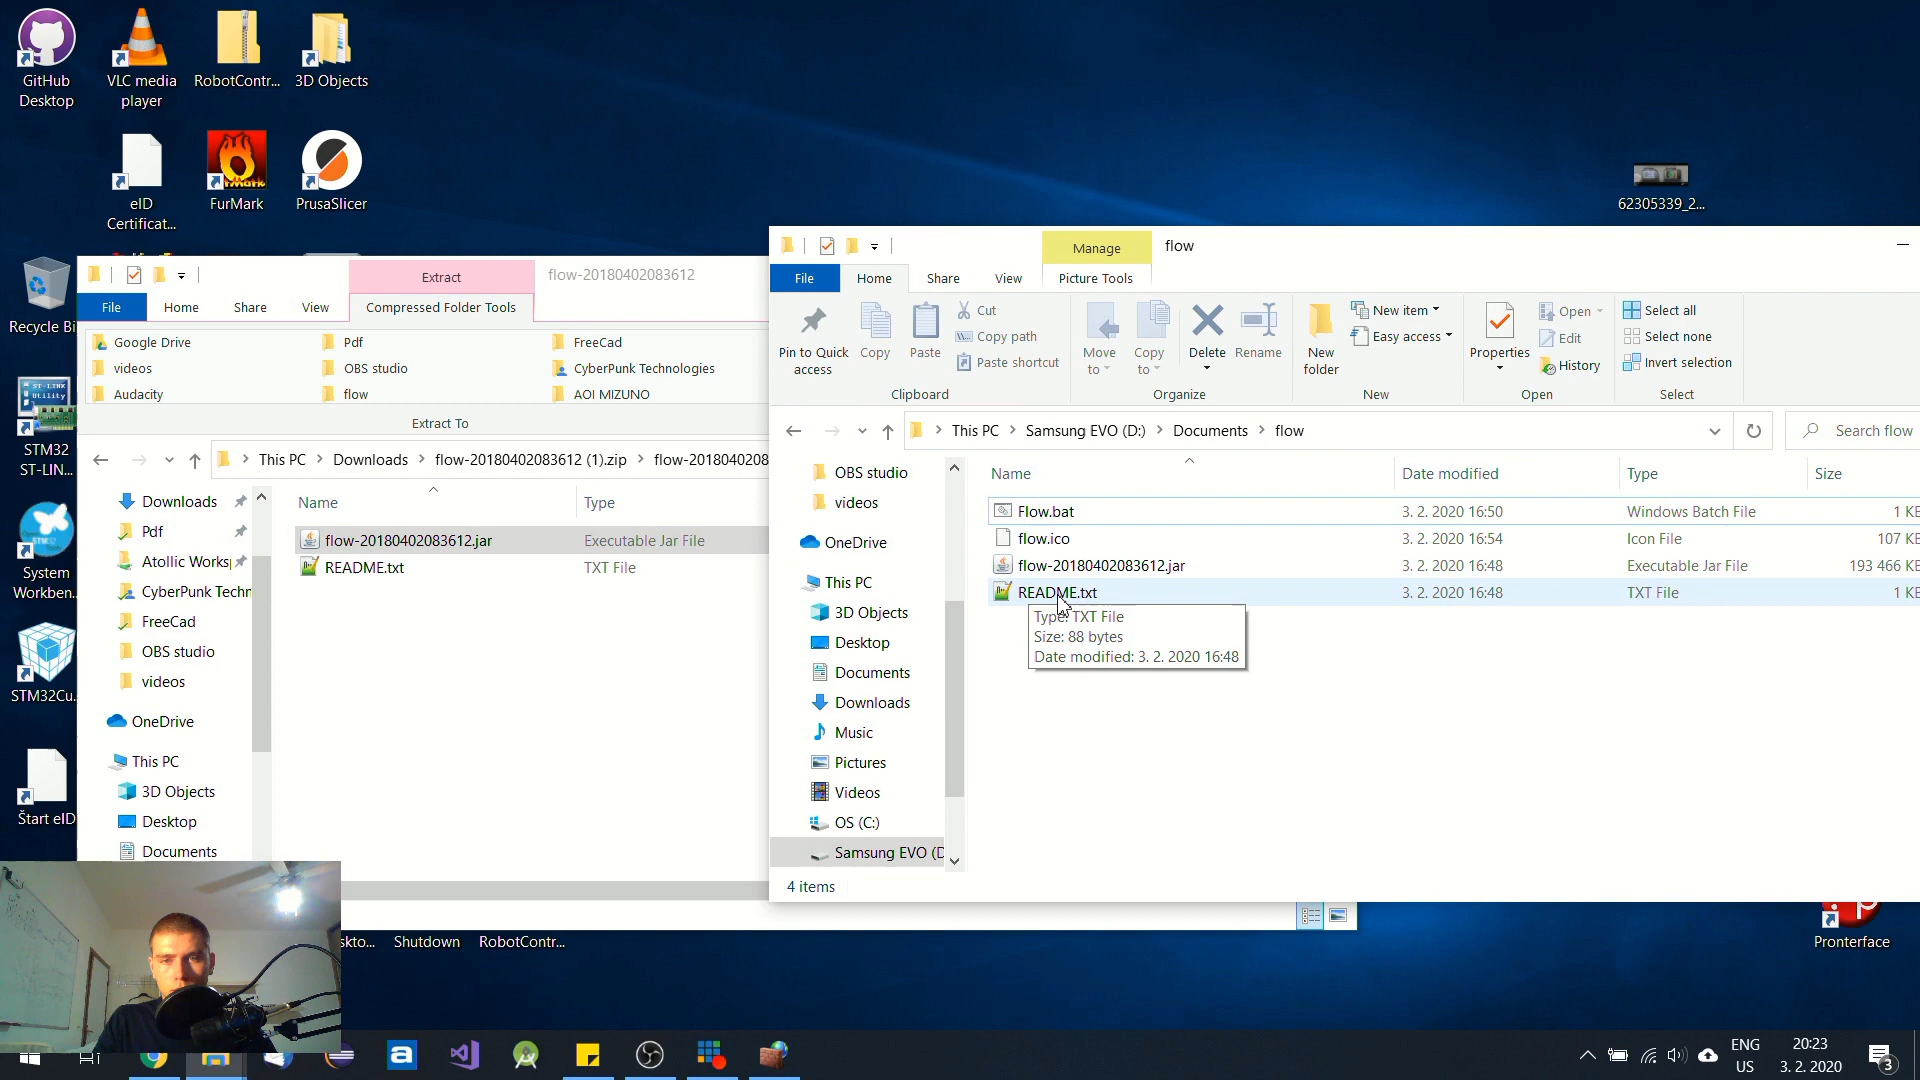 GitHub
Desktop
VLC media
player
RobotContr...
3D Objects
eID
Certificat...
FurMark
PrusaSlicer
62305339_2...
Recycle Bi
STM32
ST-LIN...
System
Workben...
STM32Cu...
Štart eID
Extract
flow-20180402083612
File
Home
Share
View
Compressed Folder Tools
Google Drive
Pdf
FreeCad
videos
OBS studio
CyberPunk Technologies
Audacity
flow
AOI MIZUNO
Extract To
This PC
Downloads
flow-20180402083612 (1).zip
flow-2018040208
Name
Type
Downloads
Pdf
Atollic Works
CyberPunk Techn
FreeCad
OBS studio
videos
OneDrive
This PC
3D Objects
Desktop
Documents
flow-20180402083612.jar
Executable Jar File
README.txt
TXT File
Manage
flow
File
Home
Share
View
Picture Tools
Pin to Quick
access
Copy
Paste
Cut
Copy path
Paste shortcut
Clipboard
Move
to
Copy
to
Delete
Rename
Organize
New
folder
New item
Easy access
New
Properties
Open
Edit
History
Open
Select all
Select none
Invert selection
Select
This PC
Samsung EVO (D:)
Documents
flow
Search flow
OBS studio
videos
OneDrive
This PC
3D Objects
Desktop
Documents
Downloads
Music
Pictures
Videos
OS (C:)
Samsung EVO (D
Name
Date modified
Type
Size
Flow.bat
3. 2. 2020 16:50
Windows Batch File
1 KB
flow.ico
3. 2. 2020 16:54
Icon File
107 KB
flow-20180402083612.jar
3. 2. 2020 16:48
Executable Jar File
193 466 KB
README.txt
3. 2. 2020 16:48
TXT File
1 KB
Type: TXT File
Size: 88 bytes
Date modified: 3. 2. 2020 16:48
4 items
skto...
Shutdown
RobotContr...
Pronterface
ENG
US
20:23
3. 2. 2020
3